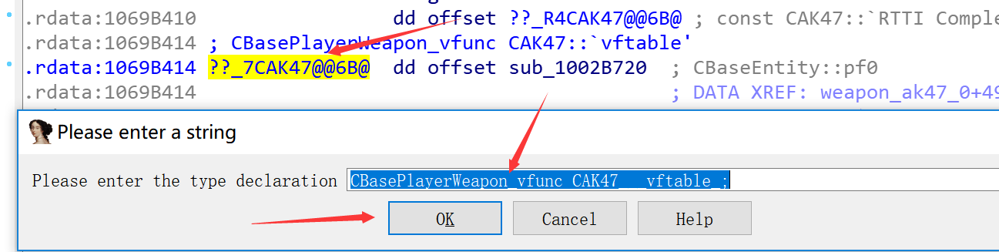 .rdata:1069B410 dd offset ??_R4CAK47@@6B@ ; const CAK47::`RTTI Comple
.rdata:1069B414 ; CBasePlayerWeapon_vfunc CAK47::`vftable'
.rdata:1069B414 ??_7CAK47@@6B@ dd offset sub_1002B720 ; CBaseEntity::pf0
.rdata:1069B414 ; DATA XREF: weapon_ak47_0+49
Please enter a string
Please enter the type declaration CBasePlayerWeapon_vfunc CAK47___vftable_;
OK Cancel Help